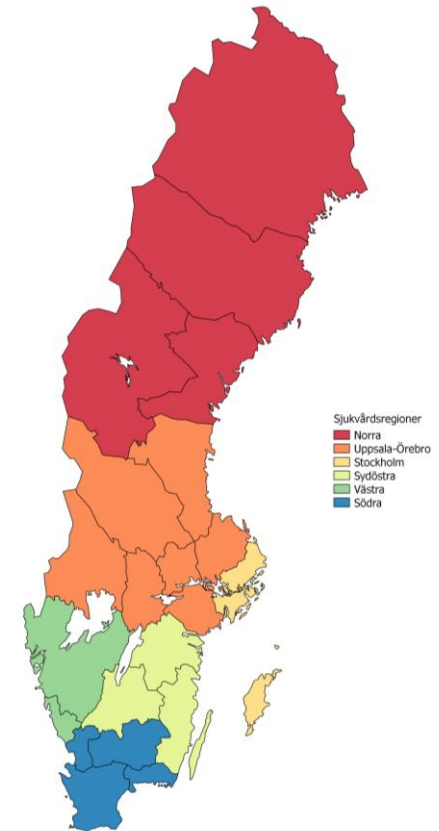 Sjukvårdsregioner
Norra
Uppsala-Örebro
Stockholm
Sydöstra
Västra
Södra